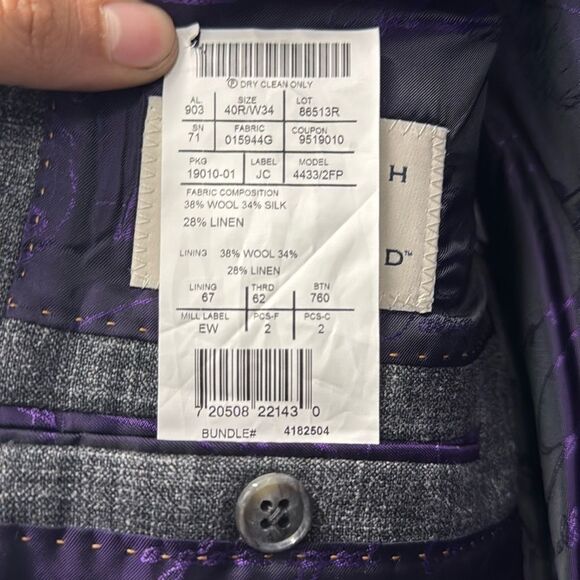 Ⓟ DRY CLEAN ONLY
AL. SIZE LOT
903 40R/W34 86513R
SN FABRIC COUPON
71 015944G 9519010
PKG LABEL MODEL
19010-01 JC 4433/2FP
FABRIC COMPOSITION
38% WOOL 34% SILK
28% LINEN
LINING 38% WOOL 34%
28% LINEN
LINING THRD BTN
67 62 760
MILL LABEL PCS-F PCS-C
EW 2 2
7 20508 22143 0
BUNDLE# 4182504
H
D™